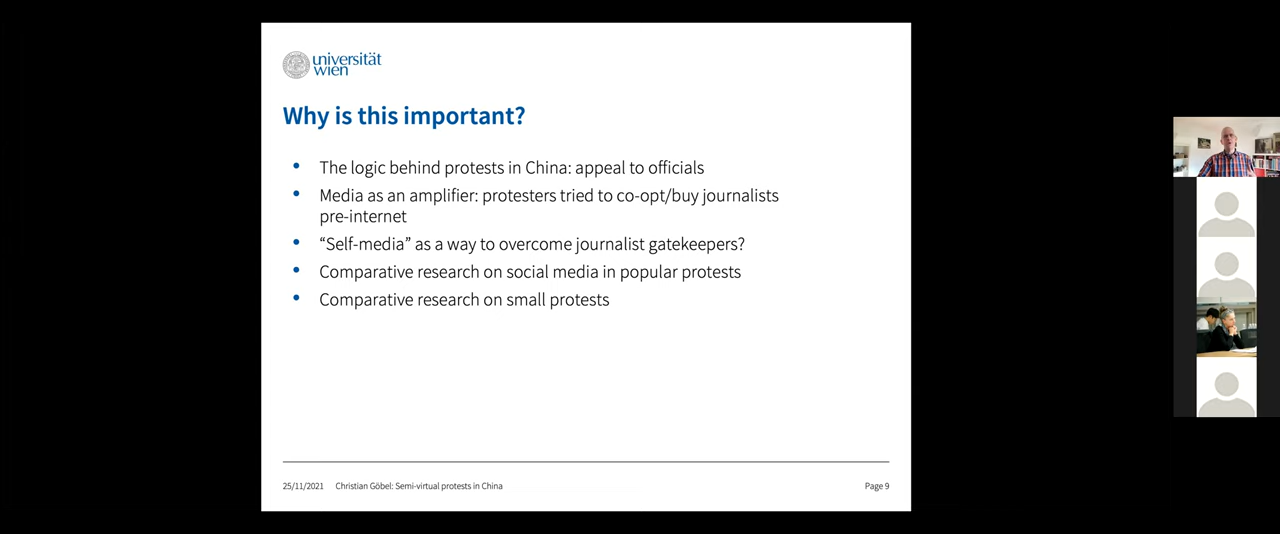 universität
wien
Why is this important?
• The logic behind protests in China: appeal to officials
• Media as an amplifier: protesters tried to co-opt/buy journalists
pre-internet
• “Self-media” as a way to overcome journalist gatekeepers?
• Comparative research on social media in popular protests
• Comparative research on small protests
25/11/2021 Christian Göbel: Semi-virtual protests in China Page 9